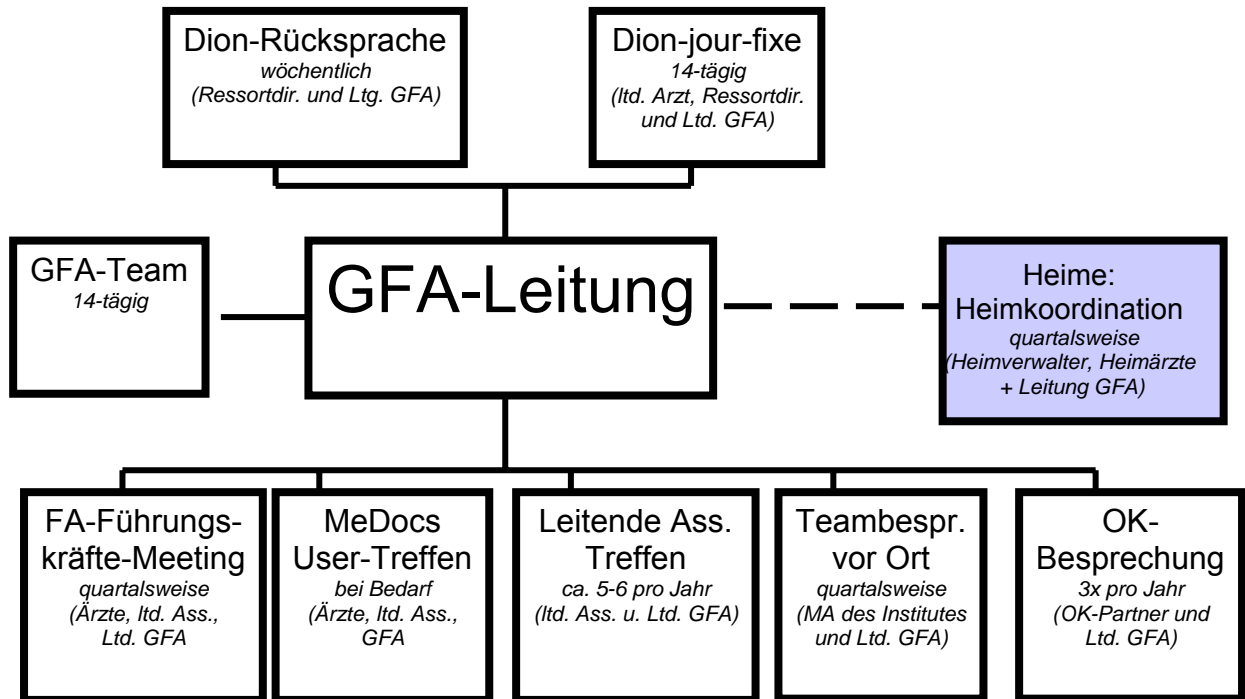 Dion-Rücksprache
wöchentlich
(Ressortdir. und Ltg. GFA)
Dion-jour-fixe
14-tägig
(ltd. Arzt, Ressortdir.
und Ltd. GFA)
GFA-Team
14-tägig
GFA-Leitung
Heime:
Heimkoordination
quartalsweise
(Heimverwalter, Heimärzte
+ Leitung GFA)
FA-Führungs-
kräfte-Meeting
quartalsweise
(Ärzte, ltd. Ass.,
Ltd. GFA
MeDocs
User-Treffen
bei Bedarf
(Ärzte, ltd. Ass.,
GFA
Leitende Ass.
Treffen
ca. 5-6 pro Jahr
(ltd. Ass. u. Ltd. GFA)
Teambespr.
vor Ort
quartalsweise
(MA des Institutes
und Ltd. GFA)
OK-
Besprechung
3x pro Jahr
(OK-Partner und
Ltd. GFA)